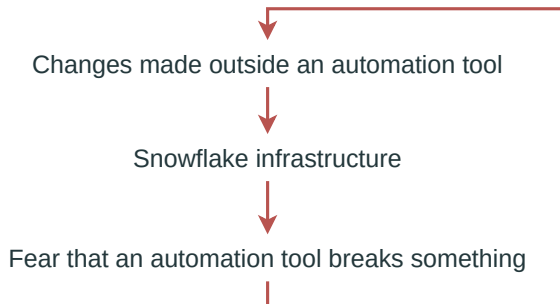 Changes made outside an automation tool
Snowflake infrastructure
Fear that an automation tool breaks something